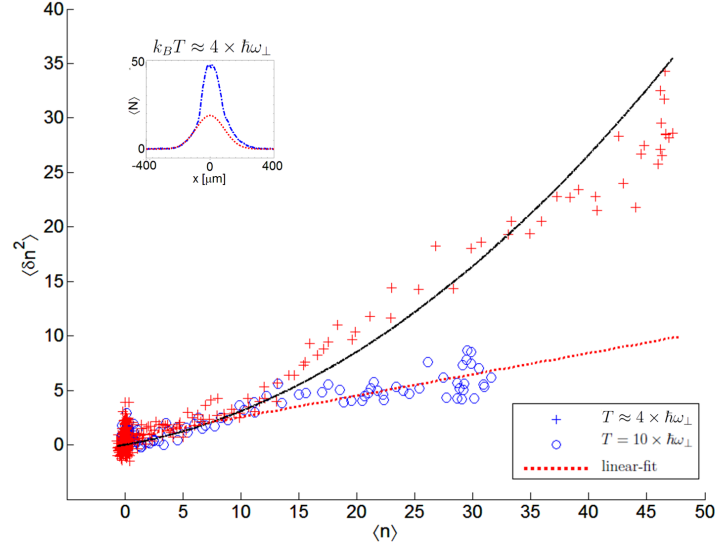 40
35
30
25
20
15
10
5
0
⟨δn²⟩
0 5 10 15 20 25 30 35 40 45 50
⟨n⟩
k_BT ≈ 4 × ℏω⊥
50
0
⟨N⟩
-400 0 400
x [μm]
T ≈ 4 × ℏω⊥
T = 10 × ℏω⊥
linear-fit